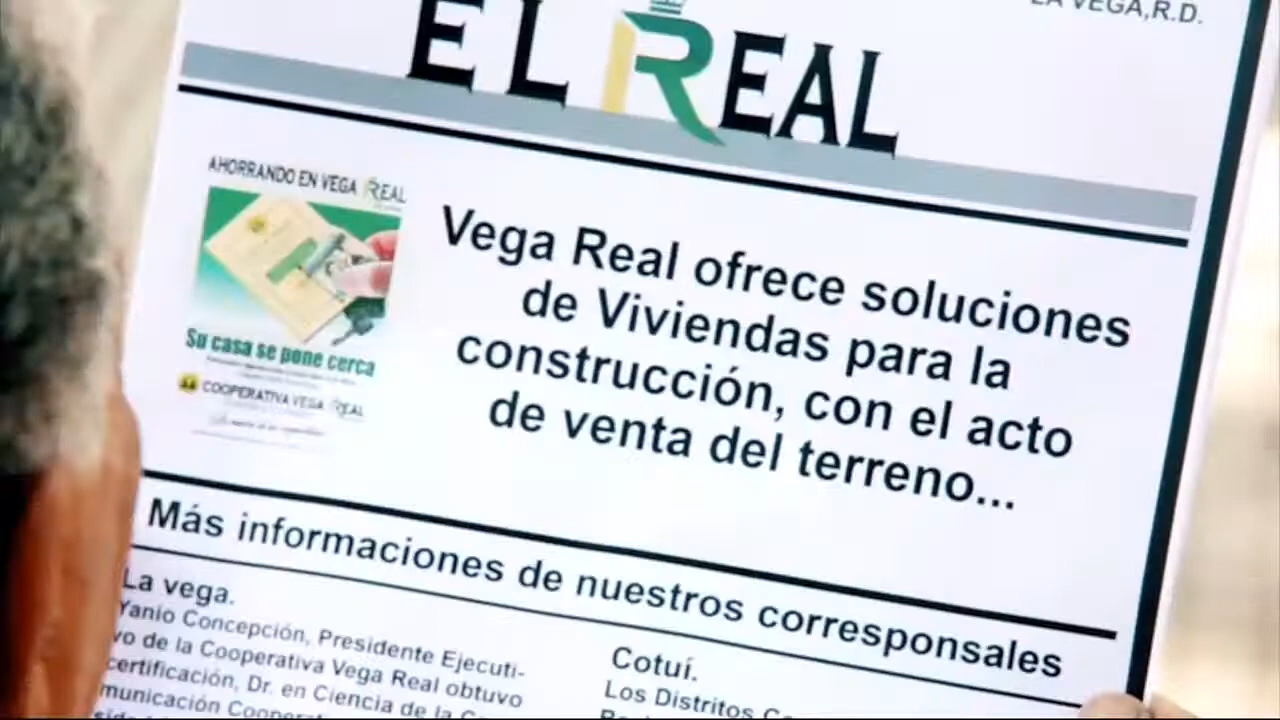 LA VEGA,R.D.
EL REAL
AHORRANDO EN VEGA REAL
Su casa se pone cerca
COOPERATIVA VEGA REAL
Vega Real ofrece soluciones
de Viviendas para la
construcción, con el acto
de venta del terreno...
Más informaciones de nuestros corresponsales
La vega.
Yanio Concepción, Presidente Ejecuti-
vo de la Cooperativa Vega Real obtuvo
certificación, Dr. en Ciencia de la
Cotuí.
Los Distritos